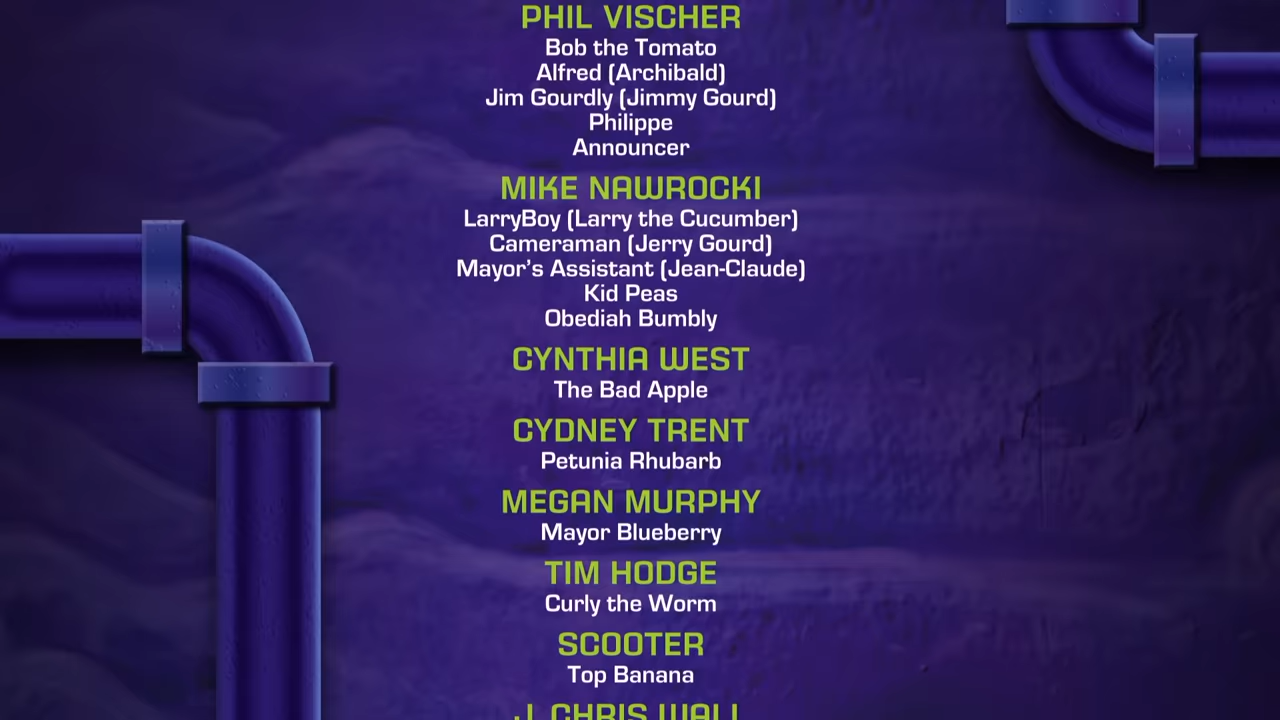 PHIL VISCHER
Bob the Tomato
Alfred (Archibald)
Jim Gourdly (Jimmy Gourd)
Philippe
Announcer
MIKE NAWROCKI
LarryBoy (Larry the Cucumber)
Cameraman (Jerry Gourd)
Mayor's Assistant (Jean-Claude)
Kid Peas
Obediah Bumbly
CYNTHIA WEST
The Bad Apple
CYDNEY TRENT
Petunia Rhubarb
MEGAN MURPHY
Mayor Blueberry
TIM HODGE
Curly the Worm
SCOOTER
Top Banana
J. CHRIS WALL